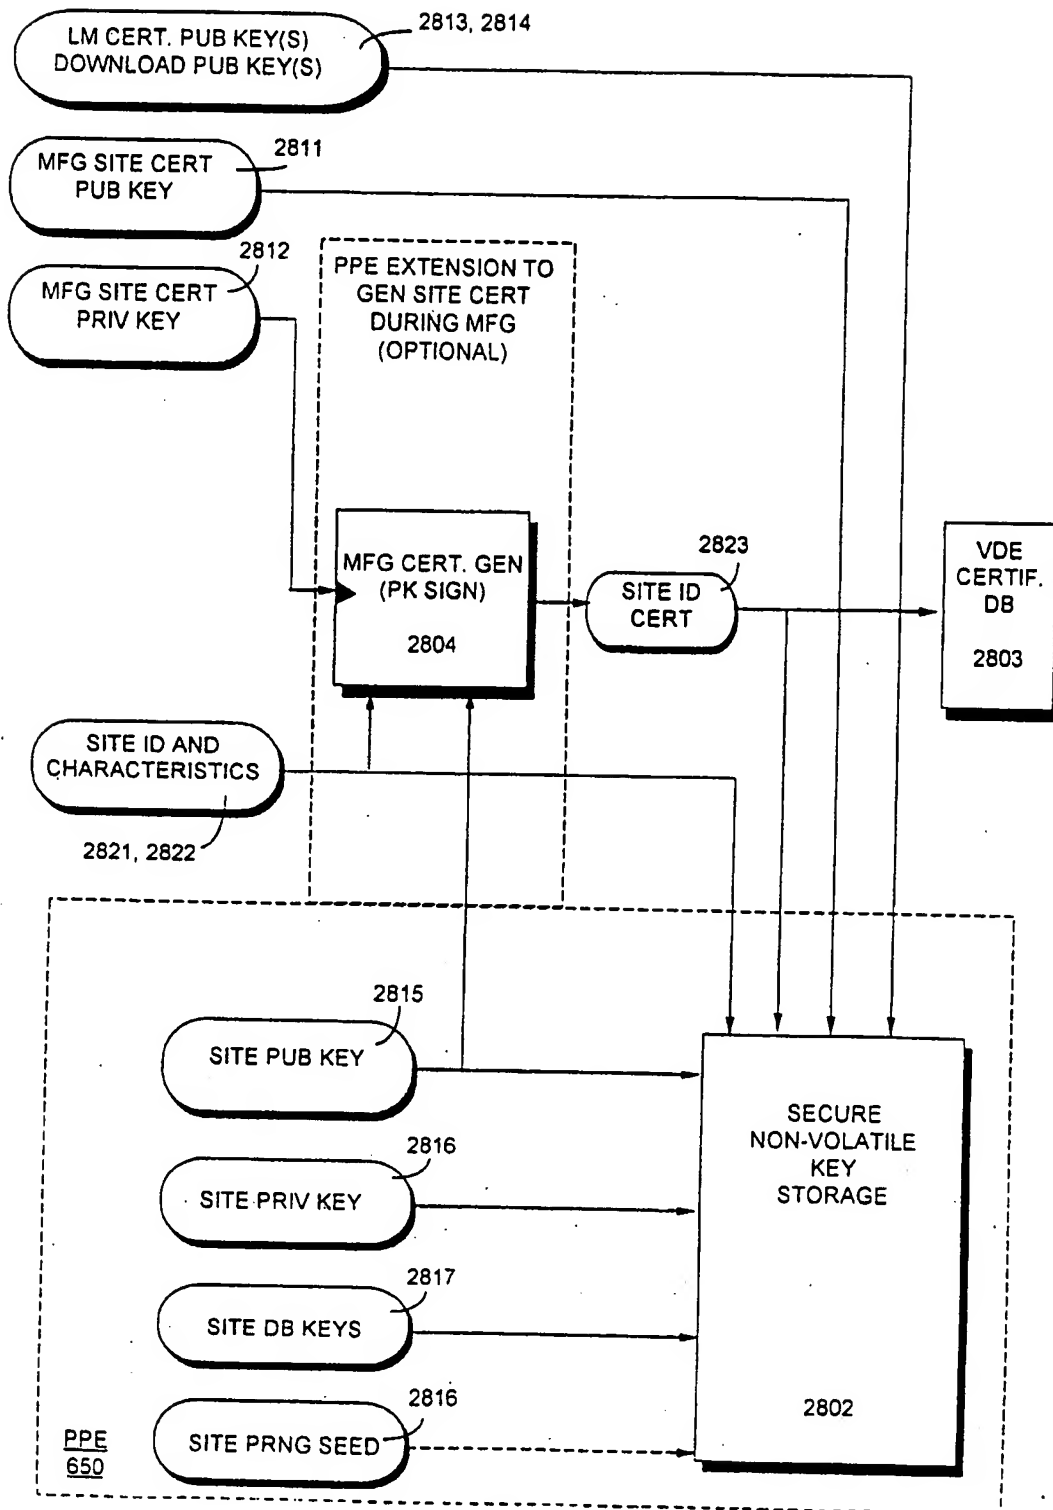 LM CERT. PUB KEY(S)
DOWNLOAD PUB KEY(S)
2813, 2814
MFG SITE CERT
PUB KEY
2811
MFG SITE CERT
PRIV KEY
2812
PPE EXTENSION TO
GEN SITE CERT
DURING MFG
(OPTIONAL)
MFG CERT. GEN
(PK SIGN)
2804
SITE ID
CERT
2823
VDE
CERTIF.
DB
2803
SITE ID AND
CHARACTERISTICS
2821, 2822
SITE PUB KEY
2815
SITE PRIV KEY
2816
SITE DB KEYS
2817
SITE PRNG SEED
2816
SECURE
NON-VOLATILE
KEY
STORAGE
2802
PPE
650